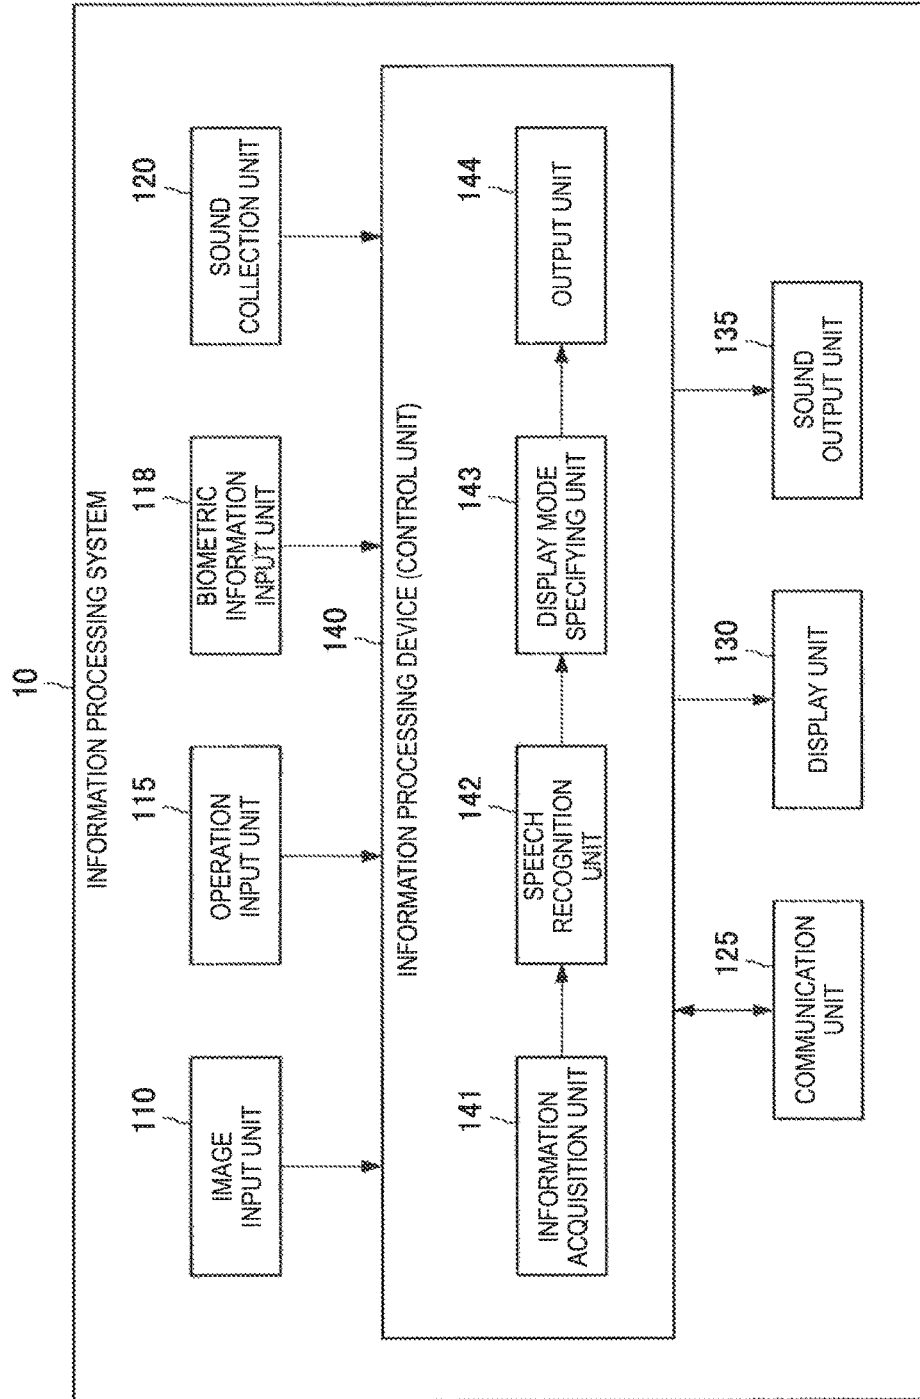 10
INFORMATION PROCESSING SYSTEM
110
IMAGE
INPUT UNIT
115
OPERATION
INPUT UNIT
118
BIOMETRIC
INFORMATION
INPUT UNIT
120
SOUND
COLLECTION UNIT
140
INFORMATION PROCESSING DEVICE (CONTROL UNIT)
141
INFORMATION
ACQUISITION UNIT
142
SPEECH
RECOGNITION
UNIT
143
DISPLAY MODE
SPECIFYING UNIT
144
OUTPUT UNIT
125
COMMUNICATION
UNIT
130
DISPLAY UNIT
135
SOUND
OUTPUT UNIT